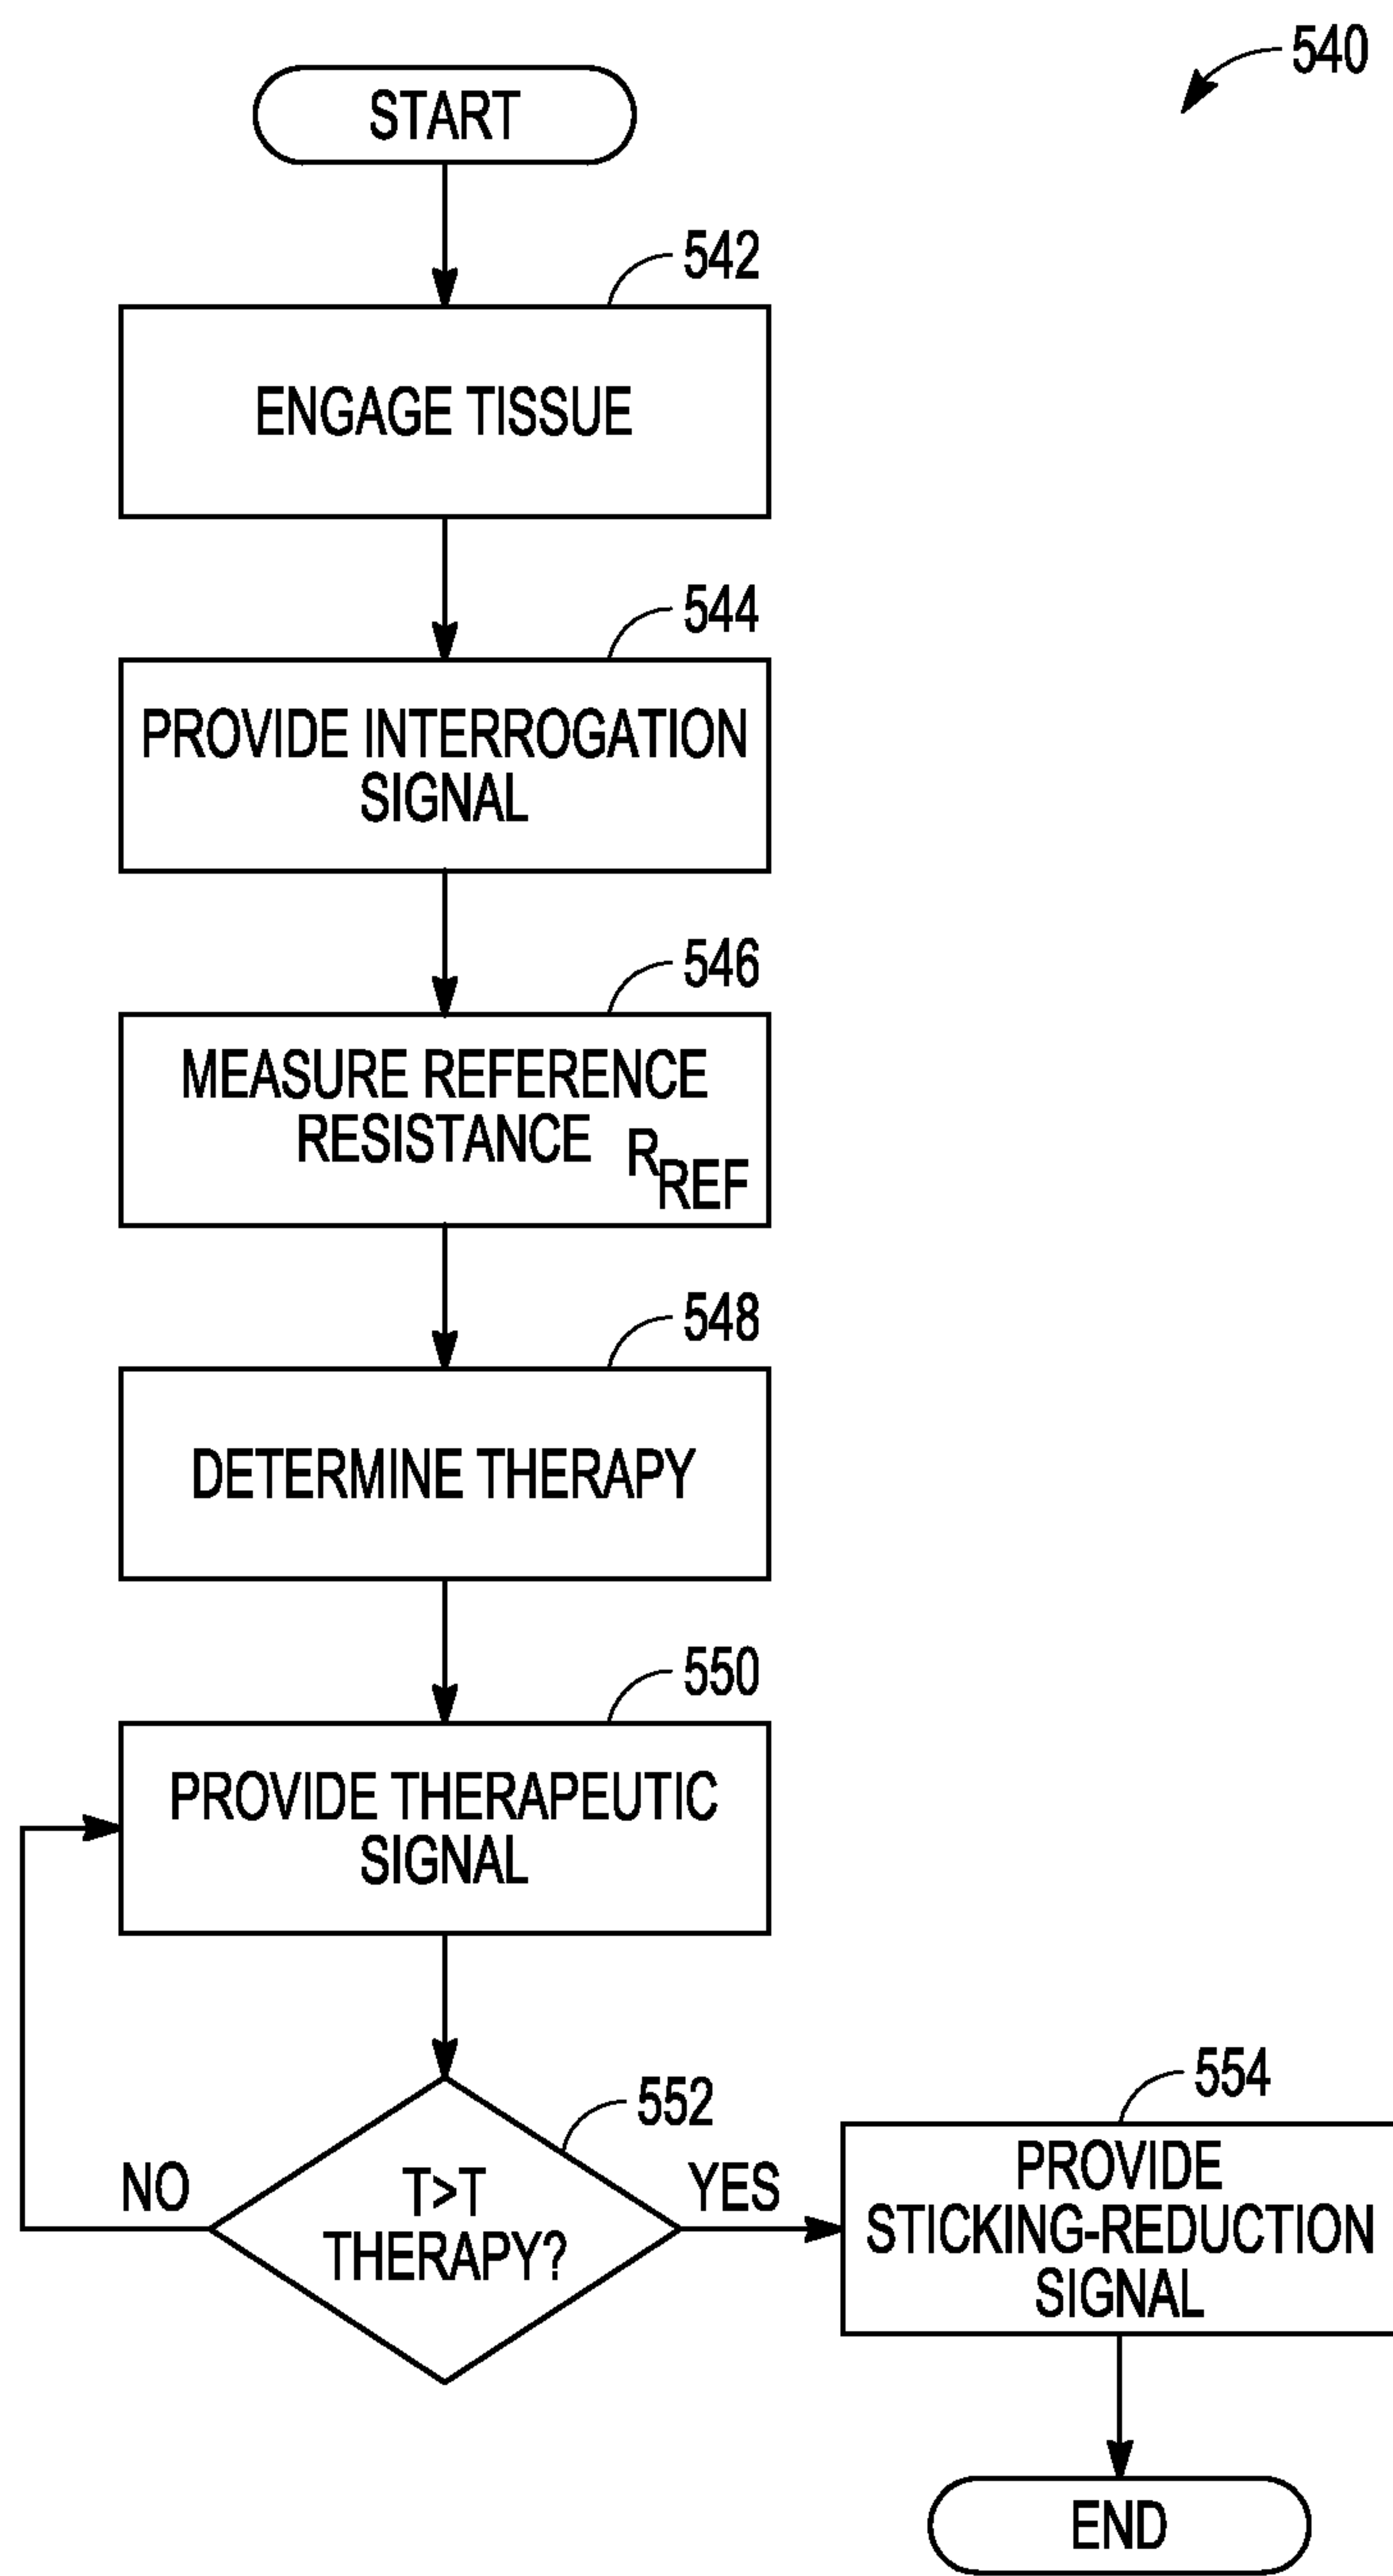 540
START
542
ENGAGE TISSUE
544
PROVIDE INTERROGATION
SIGNAL
546
MEASURE REFERENCE
RESISTANCE R REF
548
DETERMINE THERAPY
550
PROVIDE THERAPEUTIC
SIGNAL
552
T>T
THERAPY?
NO
YES
554
PROVIDE
STICKING-REDUCTION
SIGNAL
END